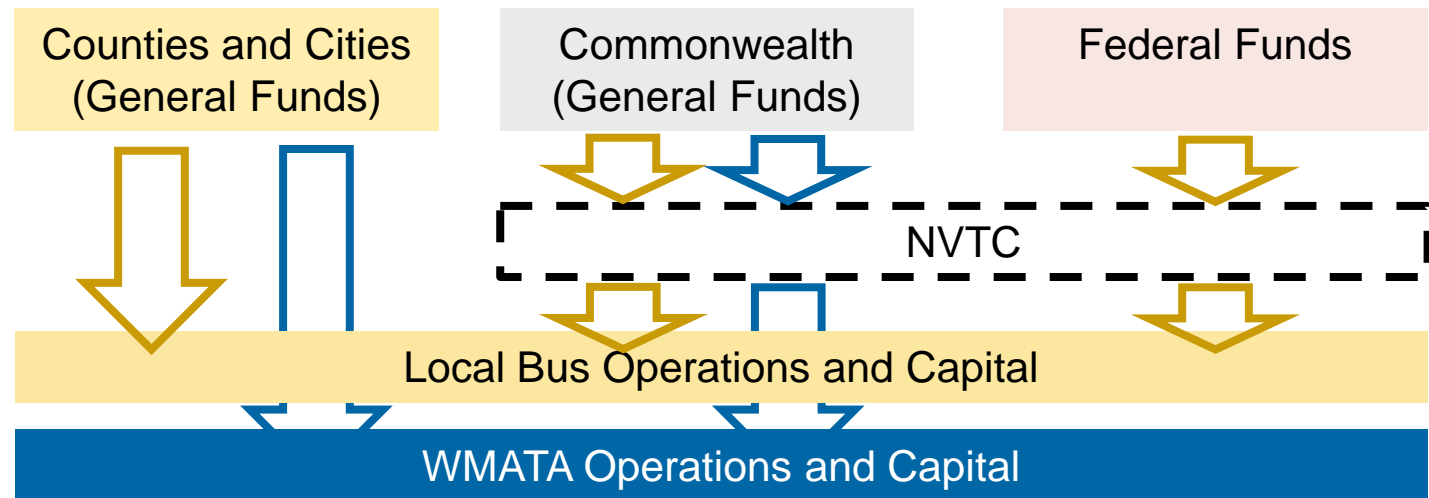 Counties and Cities
(General Funds)
Commonwealth
(General Funds)
Federal Funds
NVTC
Local Bus Operations and Capital
WMATA Operations and Capital